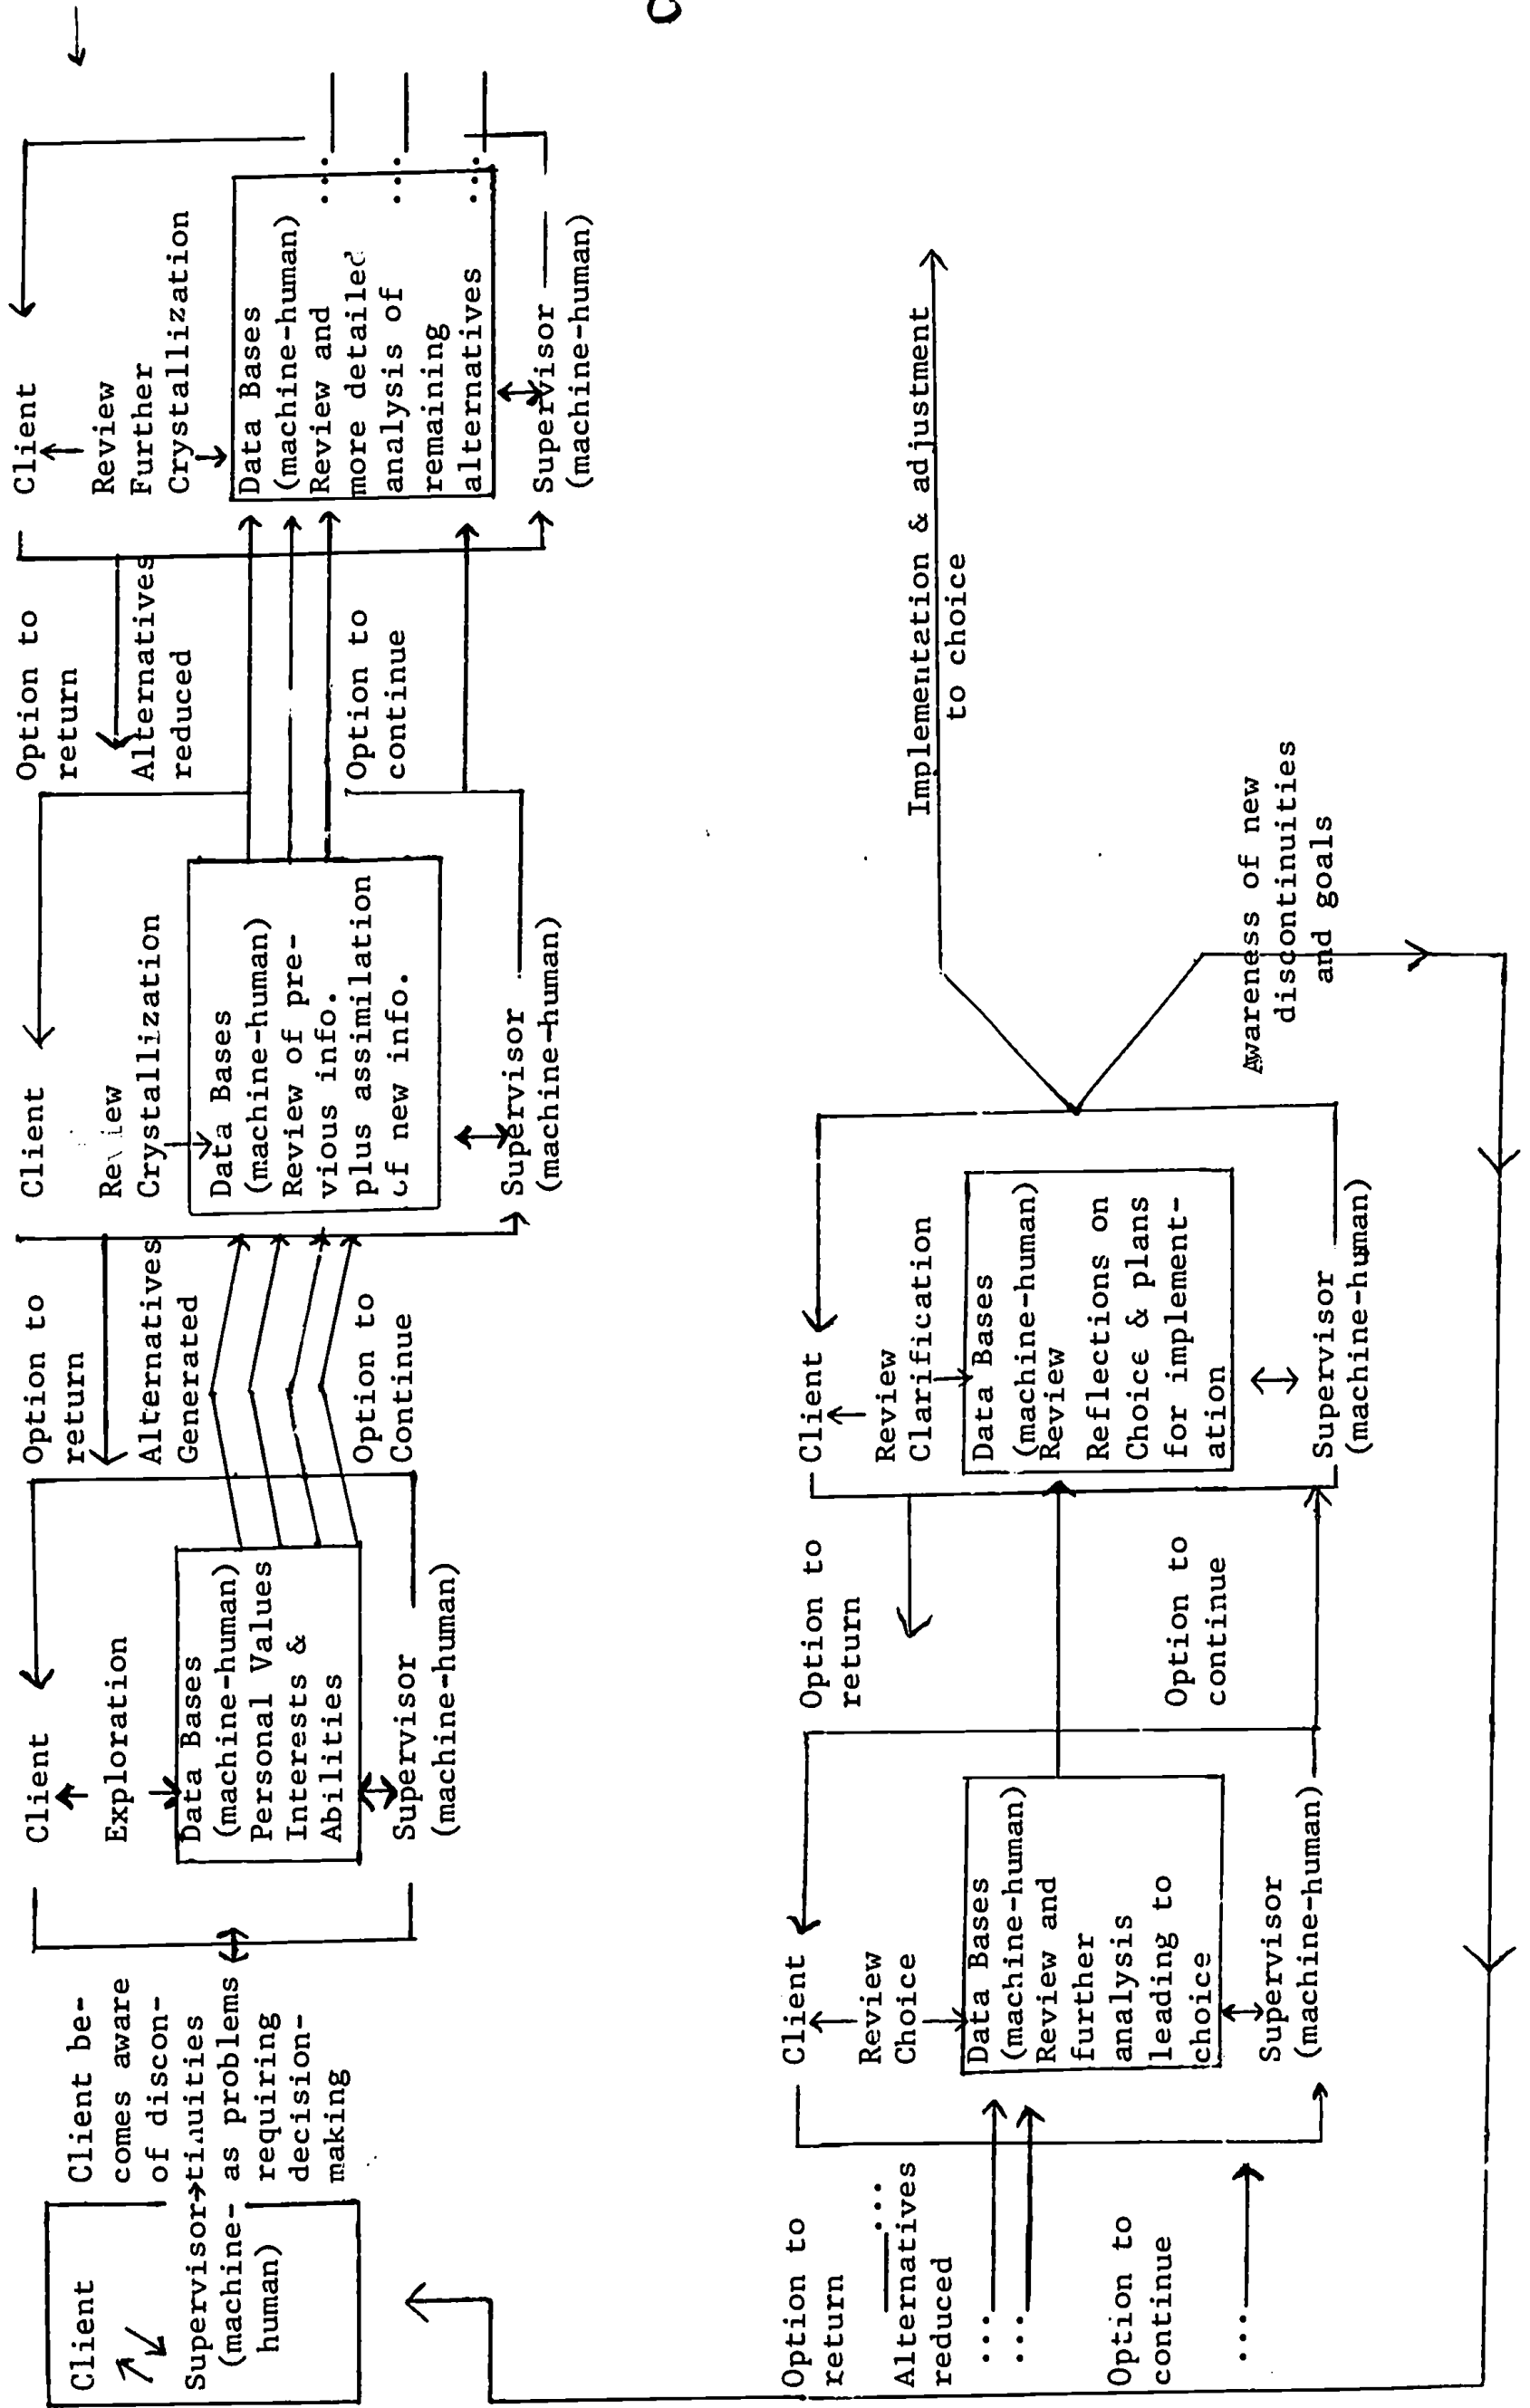 Client
Supervisor→
(machine-
human)
Client be-
comes aware
of discon-
tinuities
as problems
requiring
decision-
making
Client
Exploration
Data Bases
(machine-human)
Personal Values
Interests &
Abilities
Supervisor
(machine-human)
Option to
return
Alternatives
Generated
Option to
Continue
Client
Review
Crystallization
Data Bases
(machine-human)
Review of pre-
vious info.
plus assimilation
of new info.
Supervisor
(machine-human)
Option to
return
Alternatives
reduced
Option to
continue
Client
Review
Further
Crystallization
Data Bases
(machine-human)
Review and
more detailed
analysis of
remaining
alternatives
Supervisor
(machine-human)
Option to
return
Alternatives
reduced
Option to
continue
Client
Review
Choice
Data Bases
(machine-human)
Review and
further
analysis
leading to
choice
Supervisor
(machine-human)
Option to
return
Option to
continue
Client
Review
Clarification
Data Bases
(machine-human)
Review
Reflections on
Choice & plans
for implement-
ation
Supervisor
(machine-human)
Implementation & adjustment
to choice
Awareness of new
discontinuities
and goals